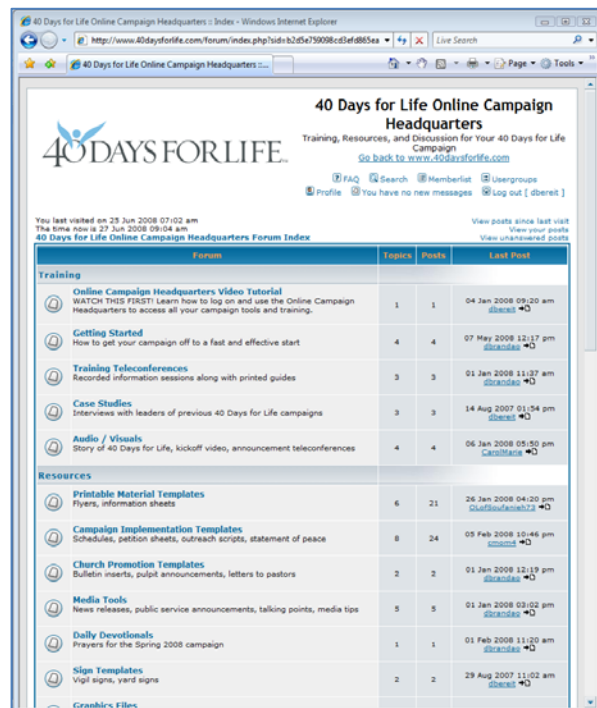 40 Days for Life Online Campaign Headquarters :: Index - Windows Internet Explorer
http://www.40daysforlife.com/forum/index.php?sid=b2d5e759098cd3efd865ea
Live Search
40 Days for Life Online Campaign Headquarters ::...
Page
Tools
40 DAYS FOR LIFE
40 Days for Life Online Campaign
Headquarters
Training, Resources, and Discussion for Your 40 Days for Life
Campaign
Go back to www.40daysforlife.com
FAQ Search Memberlist Usergroups
Profile You have no new messages Log out [ dbereit ]
You last visited on 25 Jun 2008 07:02 am
The time now is 27 Jun 2008 09:04 am
40 Days for Life Online Campaign Headquarters Forum Index
View posts since last visit
View your posts
View unanswered posts
Forum Topics Posts Last Post
Training
Online Campaign Headquarters Video Tutorial
WATCH THIS FIRST! Learn how to log on and use the Online Campaign
Headquarters to access all your campaign tools and training.
1 1 04 Jan 2008 09:20 am
dbereit
Getting Started
How to get your campaign off to a fast and effective start
4 4 07 May 2008 12:17 pm
dbrandao
Training Teleconferences
Recorded information sessions along with printed guides
3 3 01 Jan 2008 11:37 am
dbrandao
Case Studies
Interviews with leaders of previous 40 Days for Life campaigns
3 3 14 Aug 2007 01:54 pm
dbereit
Audio / Visuals
Story of 40 Days for Life, kickoff video, announcement teleconferences
4 4 06 Jan 2008 05:50 pm
CarolMarie
Resources
Printable Material Templates
Flyers, information sheets
6 21 26 Jan 2008 04:20 pm
Campaign Implementation Templates
Schedules, petition sheets, outreach scripts, statement of peace
8 24 05 Feb 2008 10:46 pm
cmom4
Church Promotion Templates
Bulletin inserts, pulpit announcements, letters to pastors
2 2 01 Jan 2008 12:19 pm
dbrandao
Media Tools
News releases, public service announcements, talking points, media tips
5 5 01 Jan 2008 03:02 pm
dbrandao
Daily Devotionals
Prayers for the Spring 2008 campaign
1 1 01 Feb 2008 11:20 am
dbrandao
Sign Templates
Vigil signs, yard signs
2 2 29 Aug 2007 11:02 am
dbereit
Graphics Files